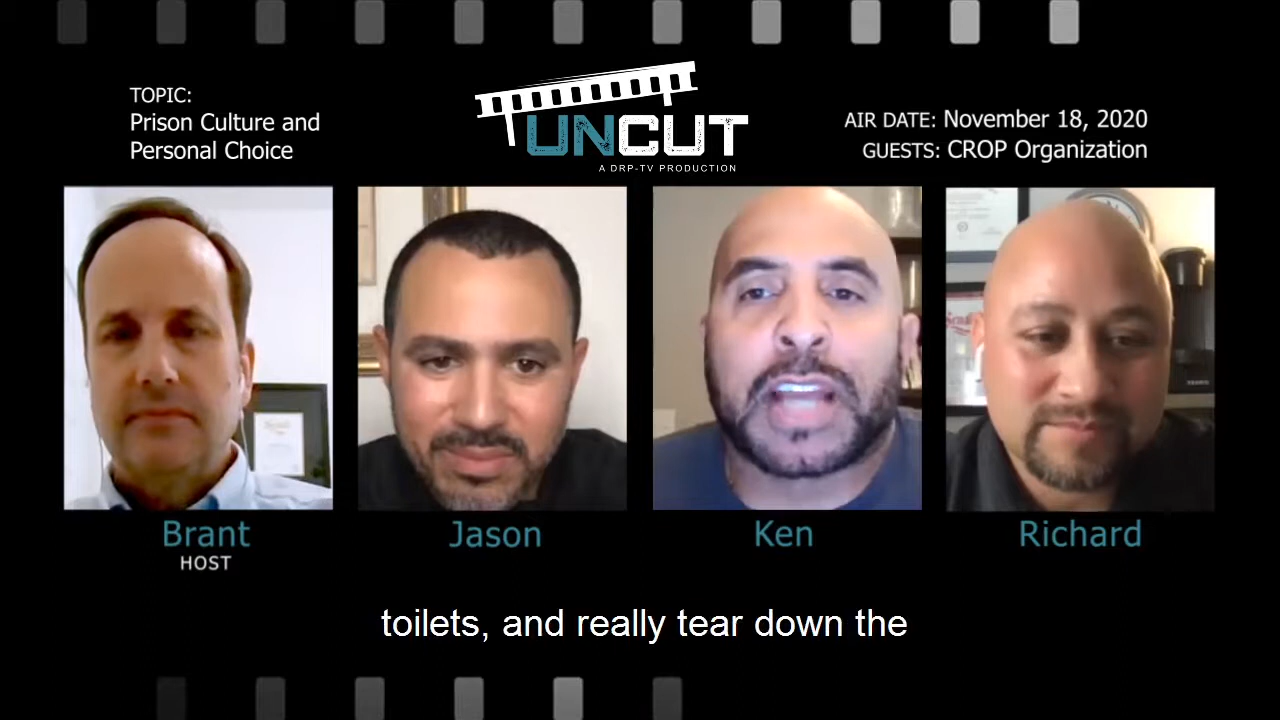 TOPIC:
Prison Culture and
Personal Choice
UNCUT
A DRP-TV PRODUCTION
AIR DATE: November 18, 2020
GUESTS: CROP Organization
Brant
HOST
Jason
Ken
Richard
toilets, and really tear down the